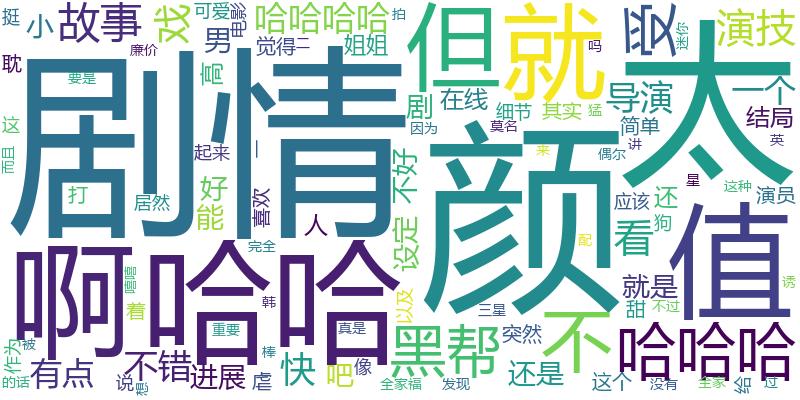 挺
小
故事
戏
可爱
电影
哈哈哈哈
拍
但
就
受
迷你
演技
耽
廉价
男
觉得
二
姐姐
吗
太
要是
高
剧
在线
细节
其实
猛
导演
一个
剧情
颜
莫名
因为
简单
讲
结局
英
这
而且
起来
一
不好
来
偶尔
星
这种
演员
打
居然
好
能
喜欢
人
设定
应该
还
狗
看
值
啊哈哈
完全
嘻嘻
着
韩
以及
配
就是
甜
不过
诱
重要
真是
三星
黑帮
突然
不
哈哈哈
作为
被
有点
不错
进展
棒
虐
快
吧
像
还是
的话
说
想
全家福
发现
这个
没有
全家
给
过